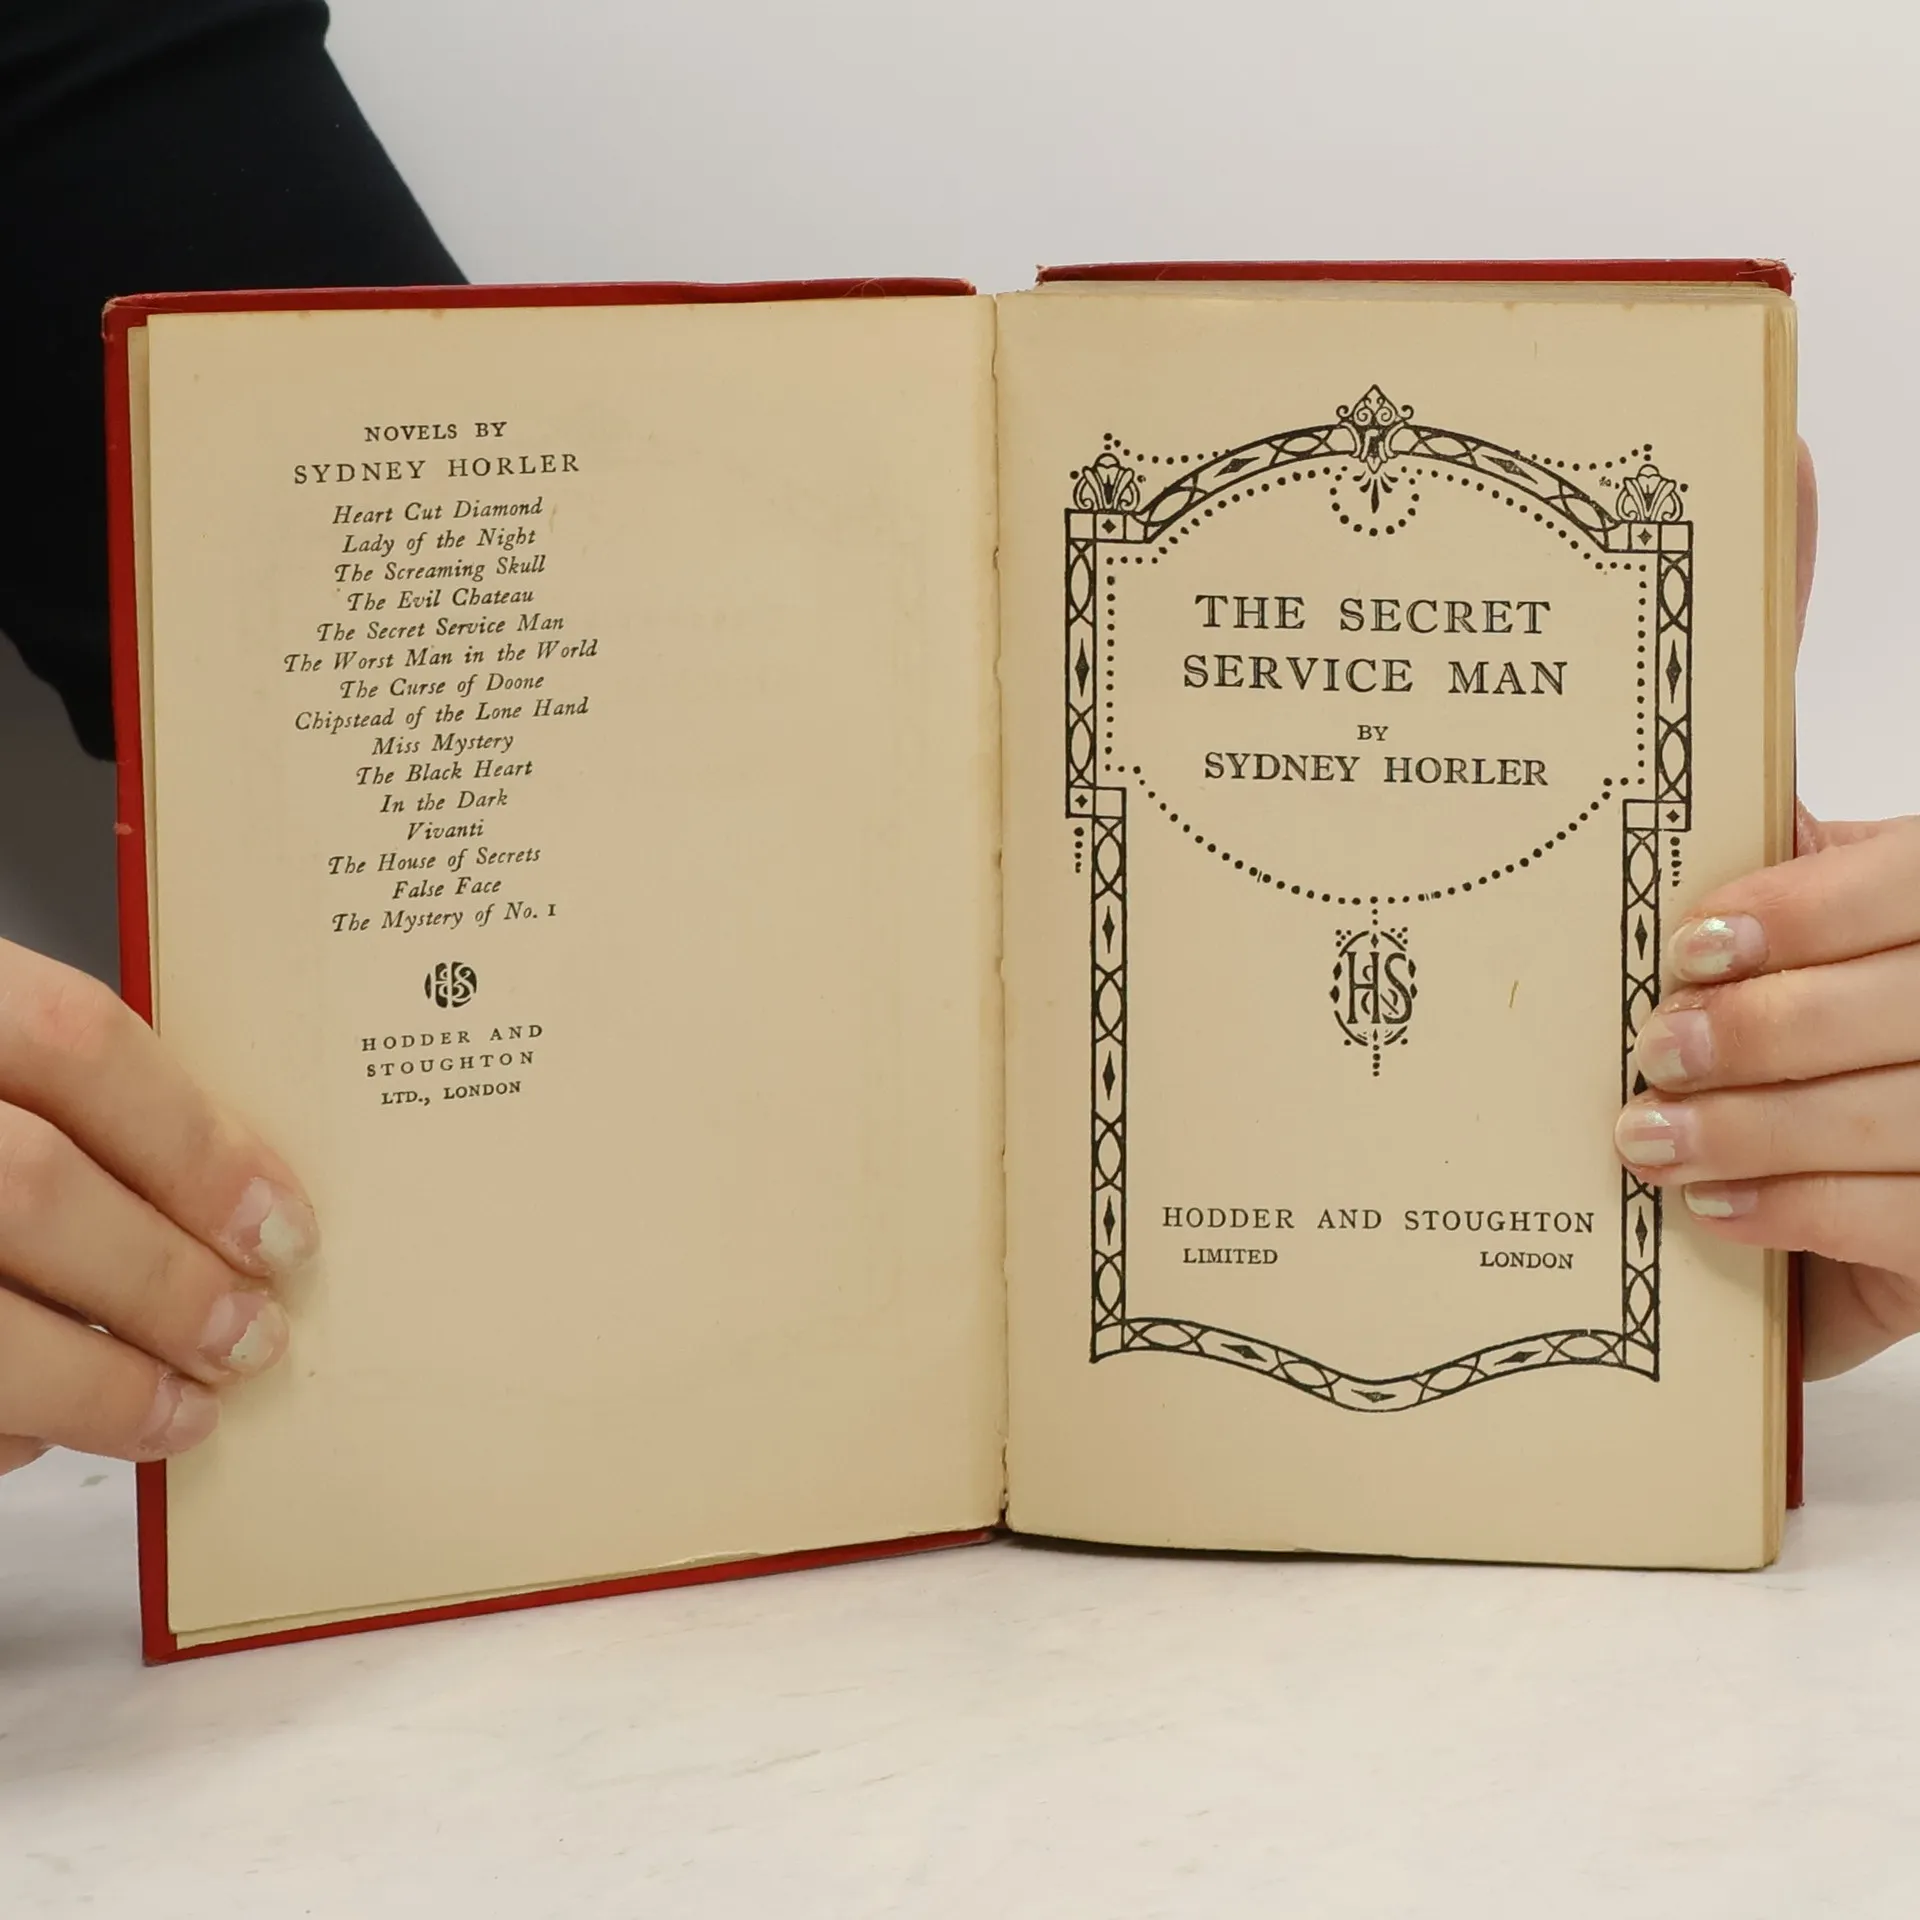 NOVELS BY
SYDNEY HORLER
Heart Cut Diamond
Lady of the Night
The Screaming Skull
The Evil Chateau
The Secret Service Man
The Worst Man in the World
The Curse of Doone
Chipstead of the Lone Hand
Miss Mystery
The Black Heart
In the Dark
Vivanti
The House of Secrets
False Face
The Mystery of No. 1
H&S
HODDER AND
STOUGHTON
LTD., LONDON
THE SECRET
SERVICE MAN
BY
SYDNEY HORLER
H&S
HODDER AND STOUGHTON
LIMITED LONDON